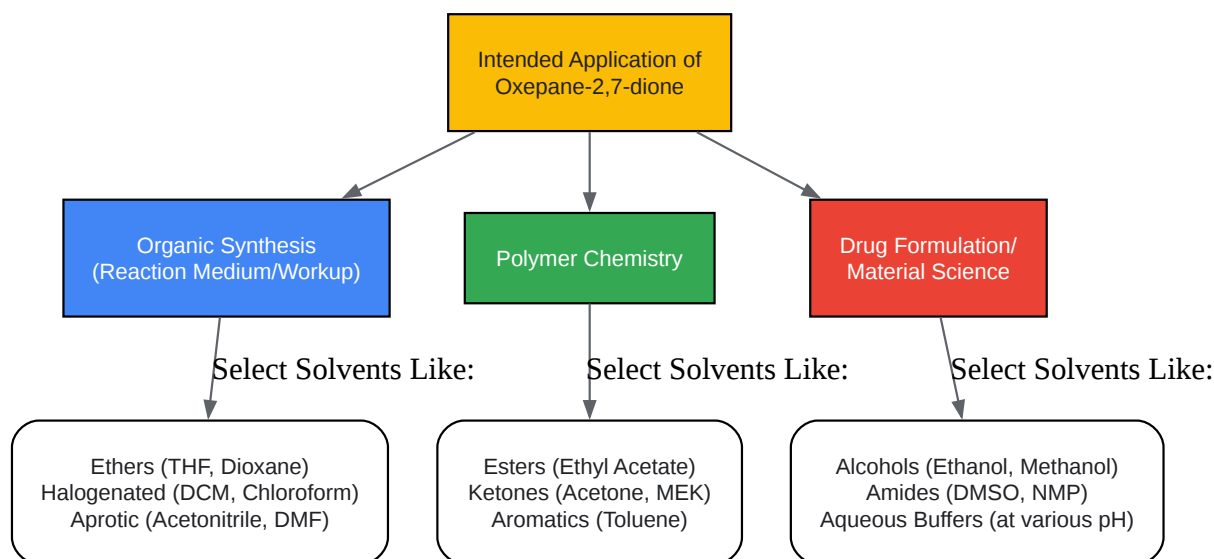 Intended Application of
Oxepane-2,7-dione
Organic Synthesis
(Reaction Medium/Workup)
Polymer Chemistry
Drug Formulation/
Material Science
Select Solvents Like:
Select Solvents Like:
Select Solvents Like:
Ethers (THF, Dioxane)
Halogenated (DCM, Chloroform)
Aprotic (Acetonitrile, DMF)
Esters (Ethyl Acetate)
Ketones (Acetone, MEK)
Aromatics (Toluene)
Alcohols (Ethanol, Methanol)
Amides (DMSO, NMP)
Aqueous Buffers (at various pH)